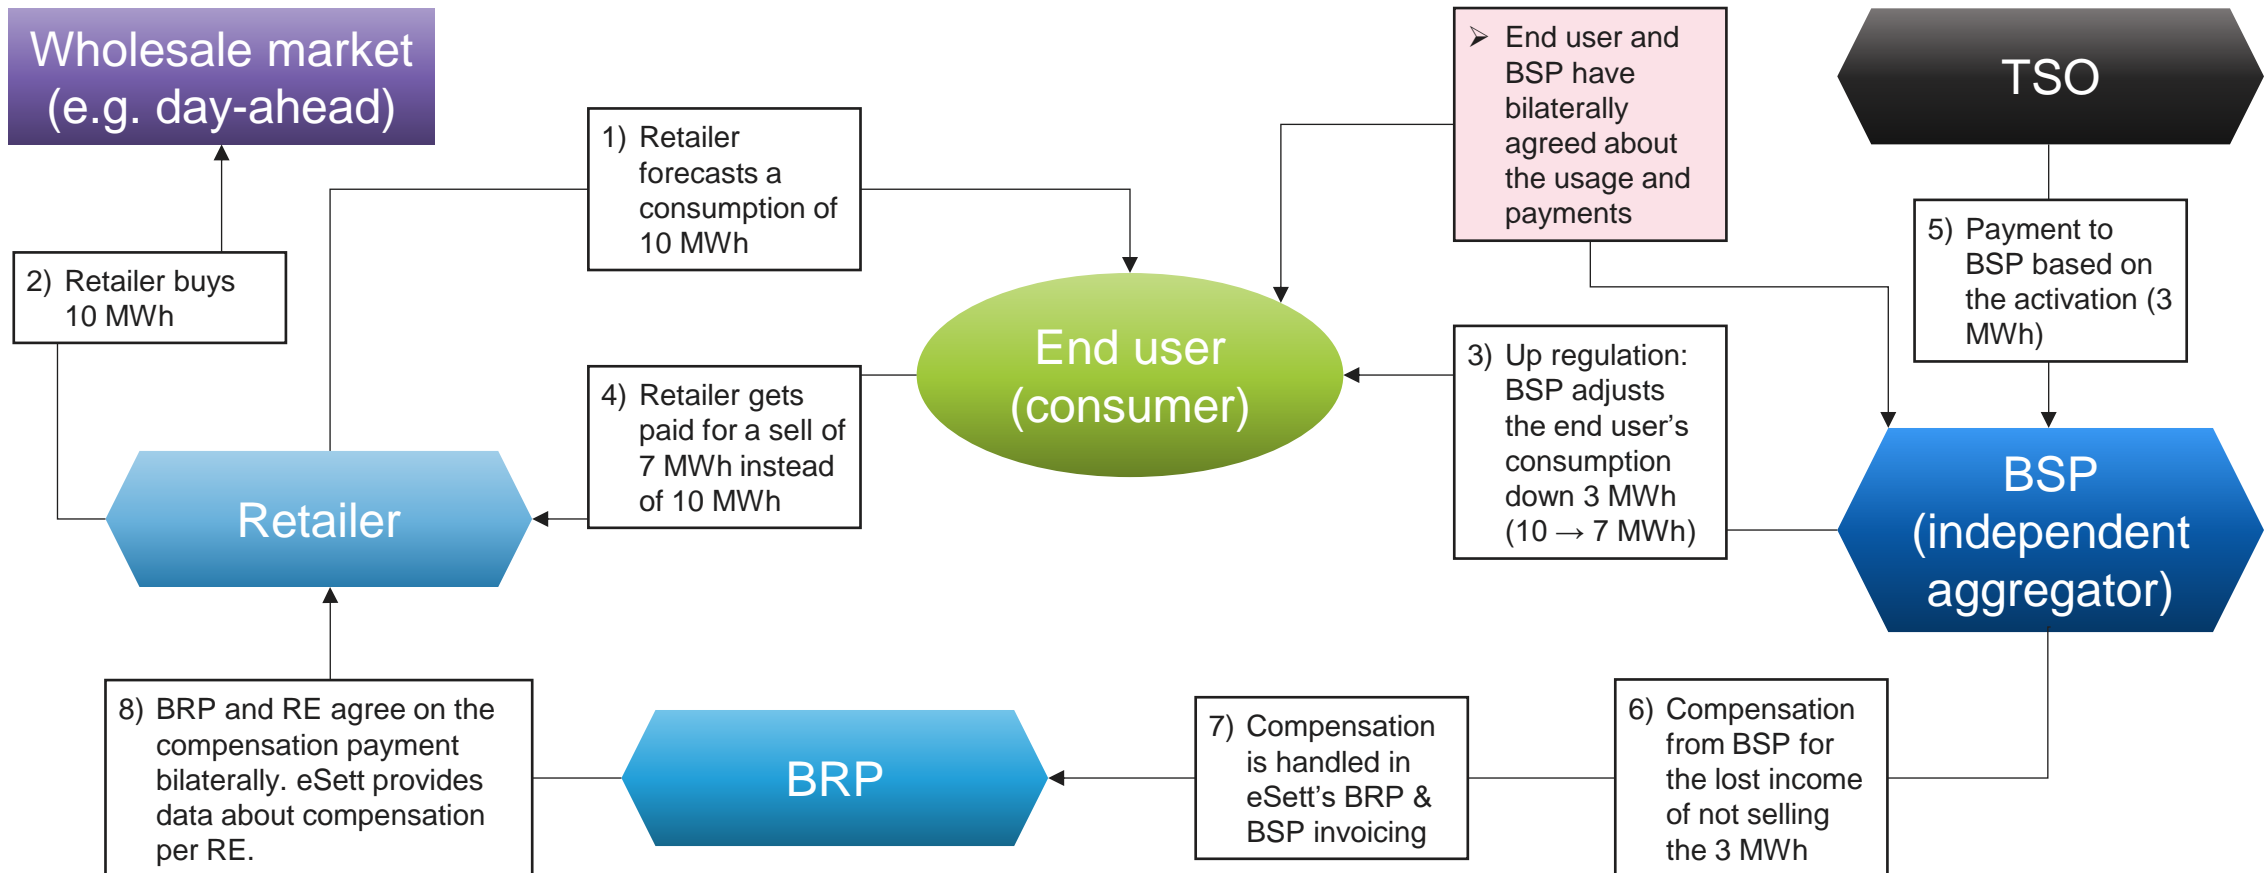 Wholesale market
(e.g. day-ahead)
1) Retailer
forecasts a
consumption of
10 MWh
➢ End user and
BSP have
bilaterally
agreed about
the usage and
payments
TSO
2) Retailer buys
10 MWh
5) Payment to
BSP based on
the activation (3
MWh)
End user
(consumer)
4) Retailer gets
paid for a sell of
7 MWh instead
of 10 MWh
3) Up regulation:
BSP adjusts
the end user’s
consumption
down 3 MWh
(10 → 7 MWh)
Retailer
BSP
(independent
aggregator)
8) BRP and RE agree on the
compensation payment
bilaterally. eSett provides
data about compensation
per RE.
BRP
7) Compensation
is handled in
eSett’s BRP &
BSP invoicing
6) Compensation
from BSP for
the lost income
of not selling
the 3 MWh